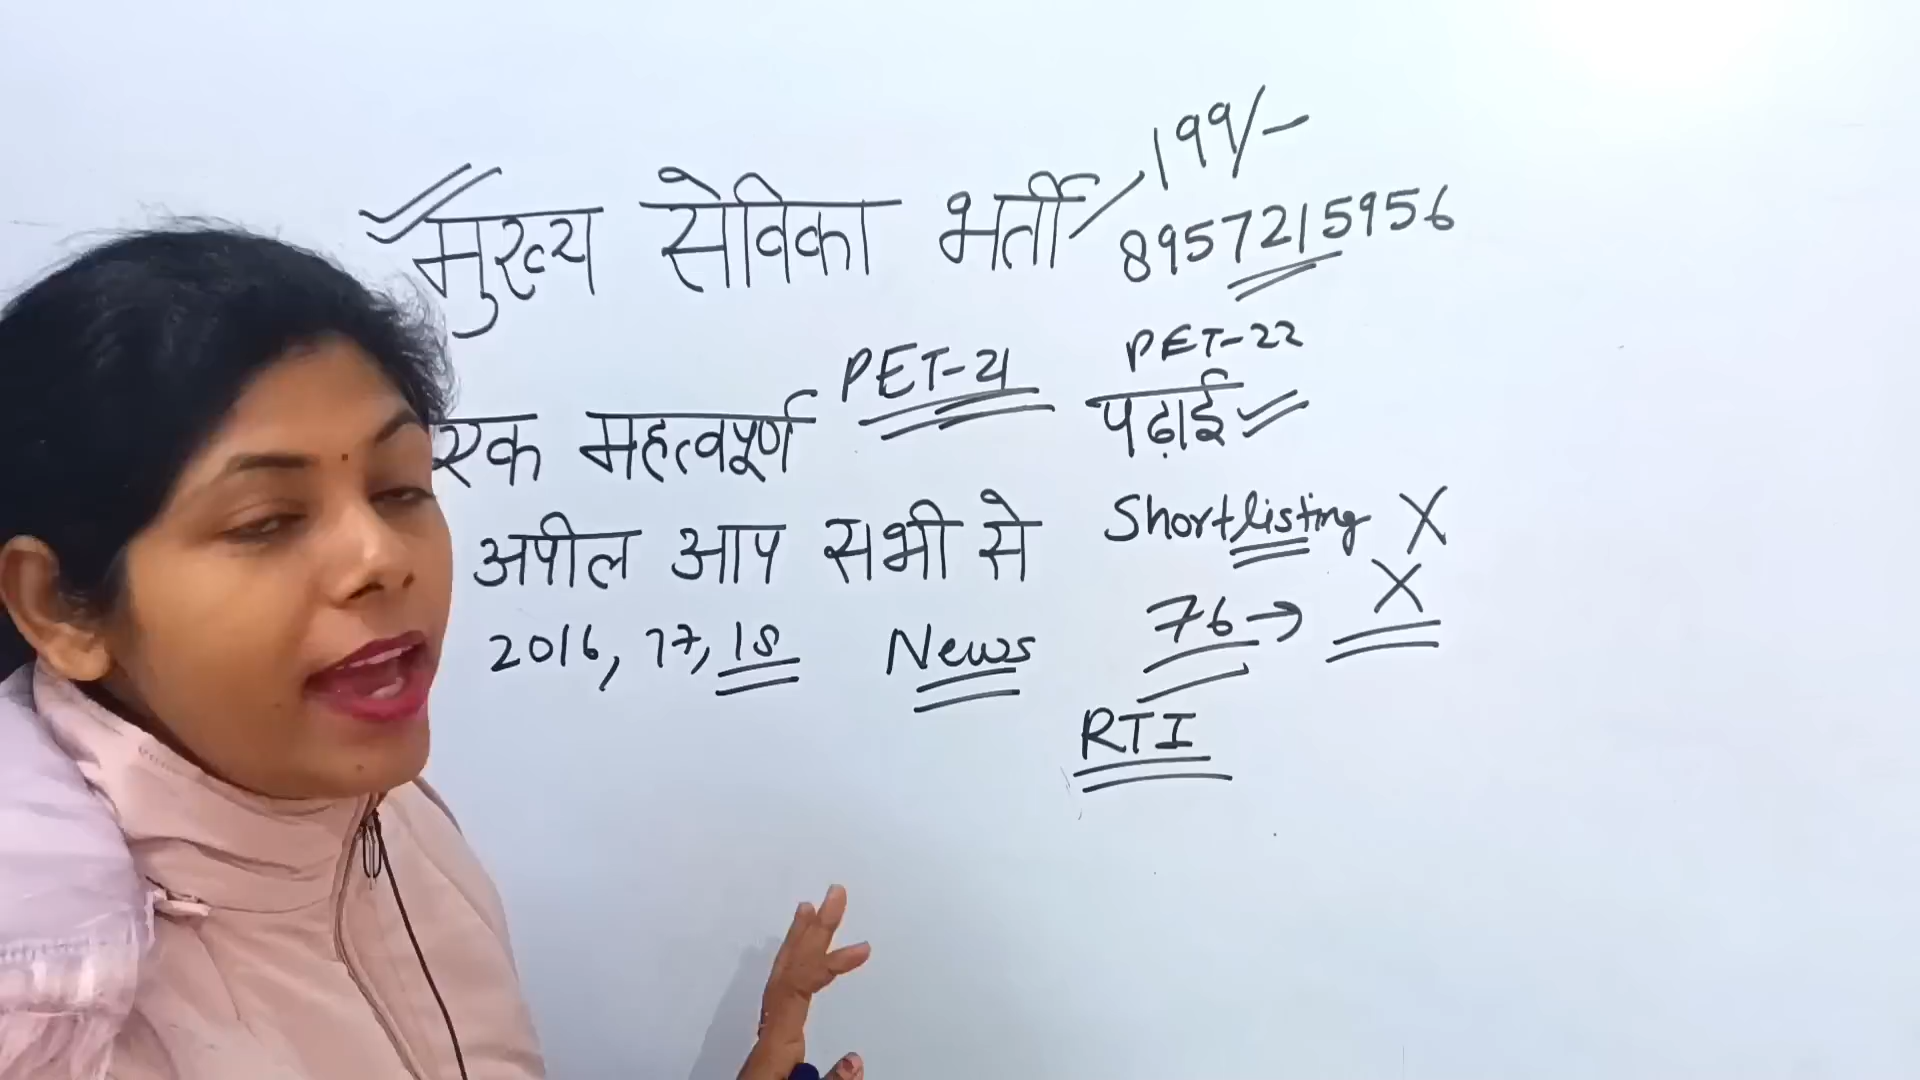 199/-
मुख्य सेविका भर्ती
8957215956
PET-21
PET-22
एक महत्वपूर्ण
पढ़ाई
अपील आप सभी से
Shortlisting X
2016, 17, 18
News
76→ X
RTI